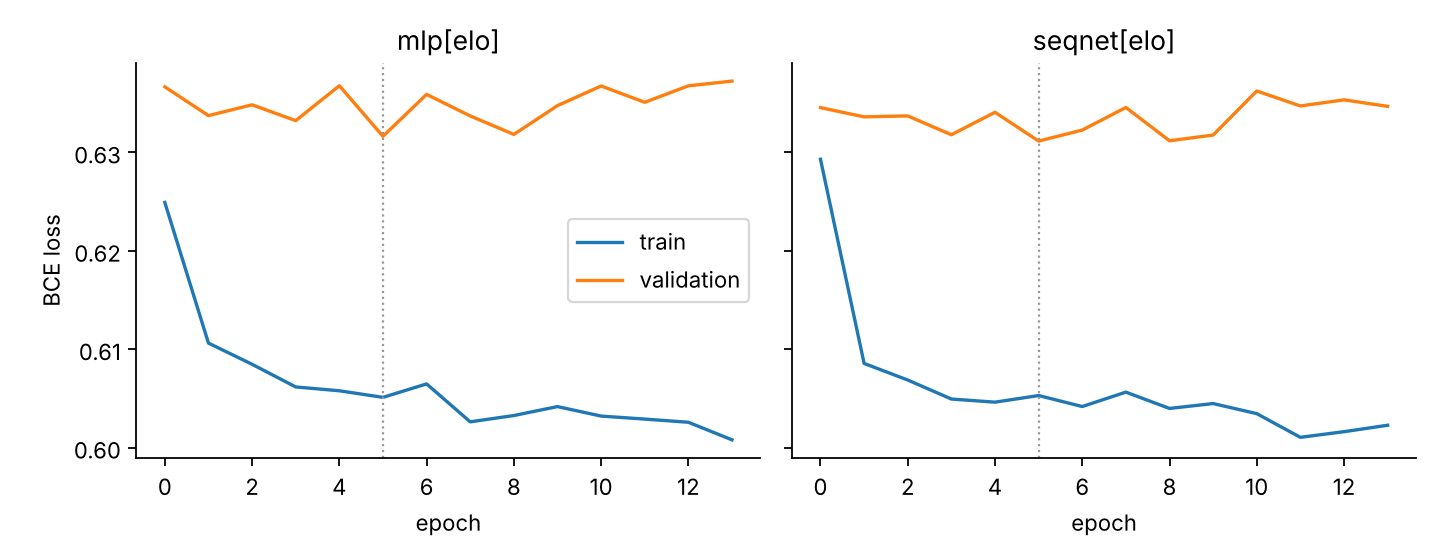 mlp[elo]
seqnet[elo]
BCE loss
0.63
0.62
0.61
0.60
train
validation
0 2 4 6 8 10 12
0 2 4 6 8 10 12
epoch
epoch